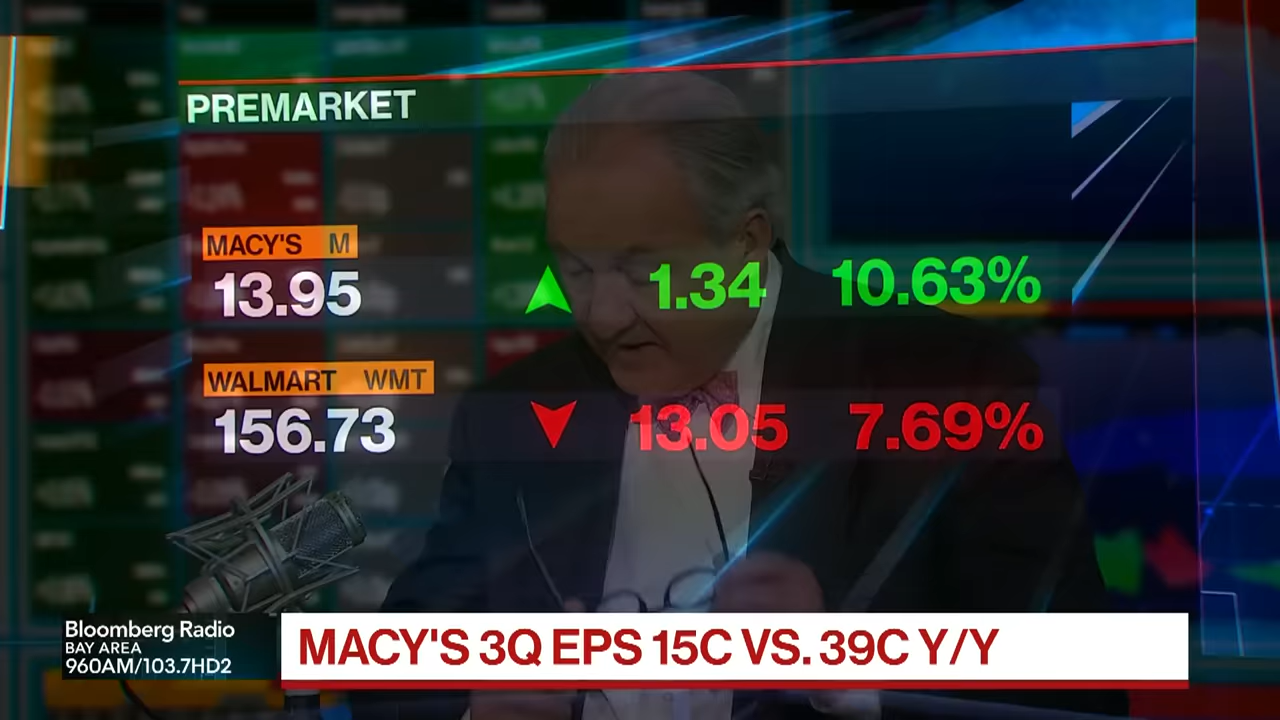 PREMARKET
MACY'S M
13.95 1.34 10.63%
WALMART WMT
156.73 13.05 7.69%
Bloomberg Radio
BAY AREA
960AM/103.7HD2
MACY'S 3Q EPS 15C VS. 39C Y/Y